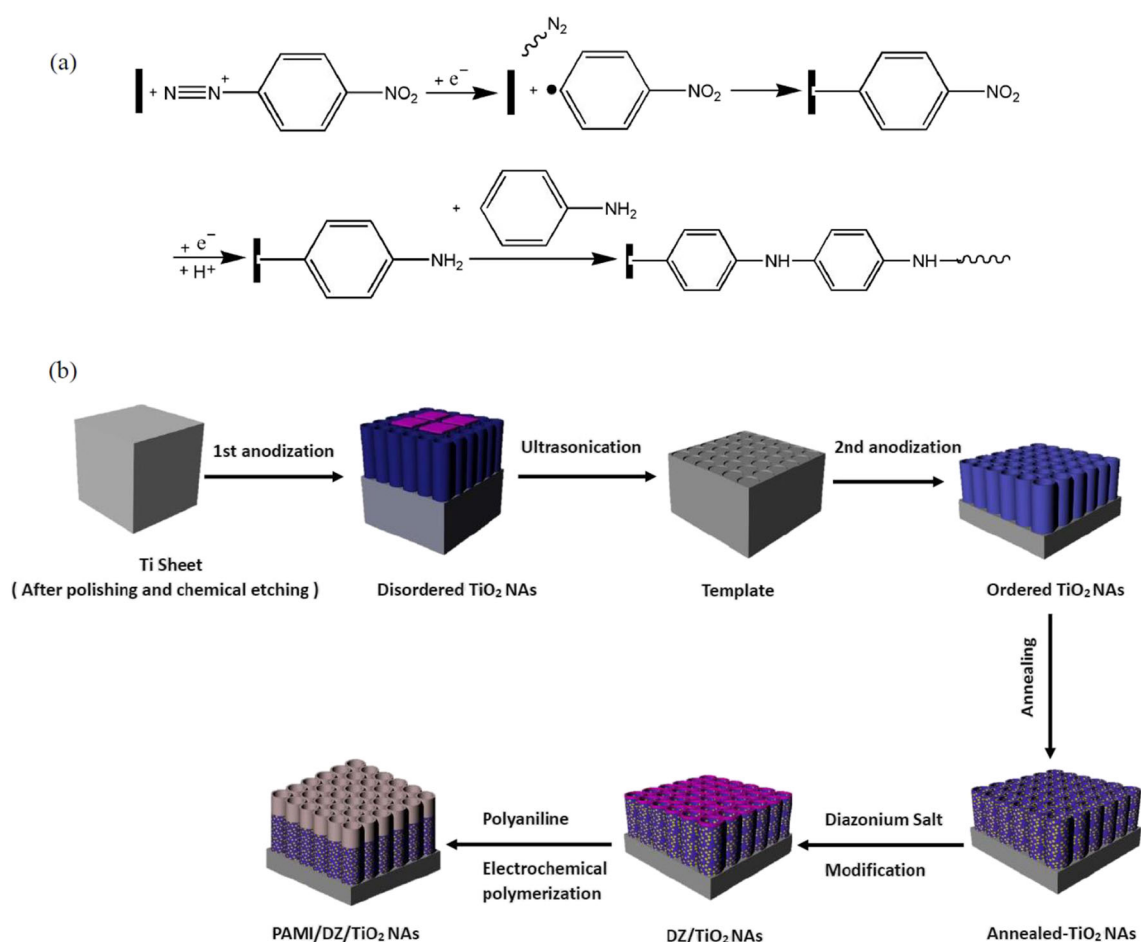 (a)
N2
+ N≡N+ NO2 + e− + • NO2 NO2
+ NH2
+ e−
+ H+
NH2 NH NH
(b)
1st anodization
Ultrasonication
2nd anodization
Ti Sheet
( After polishing and chemical etching )
Disordered TiO2 NAs
Template
Ordered TiO2 NAs
Annealing
Polyaniline
Electrochemical
polymerization
Diazonium Salt
Modification
PAMI/DZ/TiO2 NAs
DZ/TiO2 NAs
Annealed-TiO2 NAs